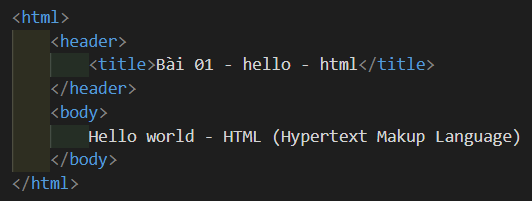 <html>
<header>
<title>Bài 01 - hello - html</title>
</header>
<body>
Hello world - HTML (Hypertext Makup Language)
</body>
</html>